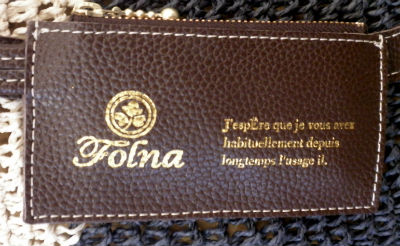 Folna
J'espÈre que je vous avez
habituellement depuis
longtemps l'usage il.